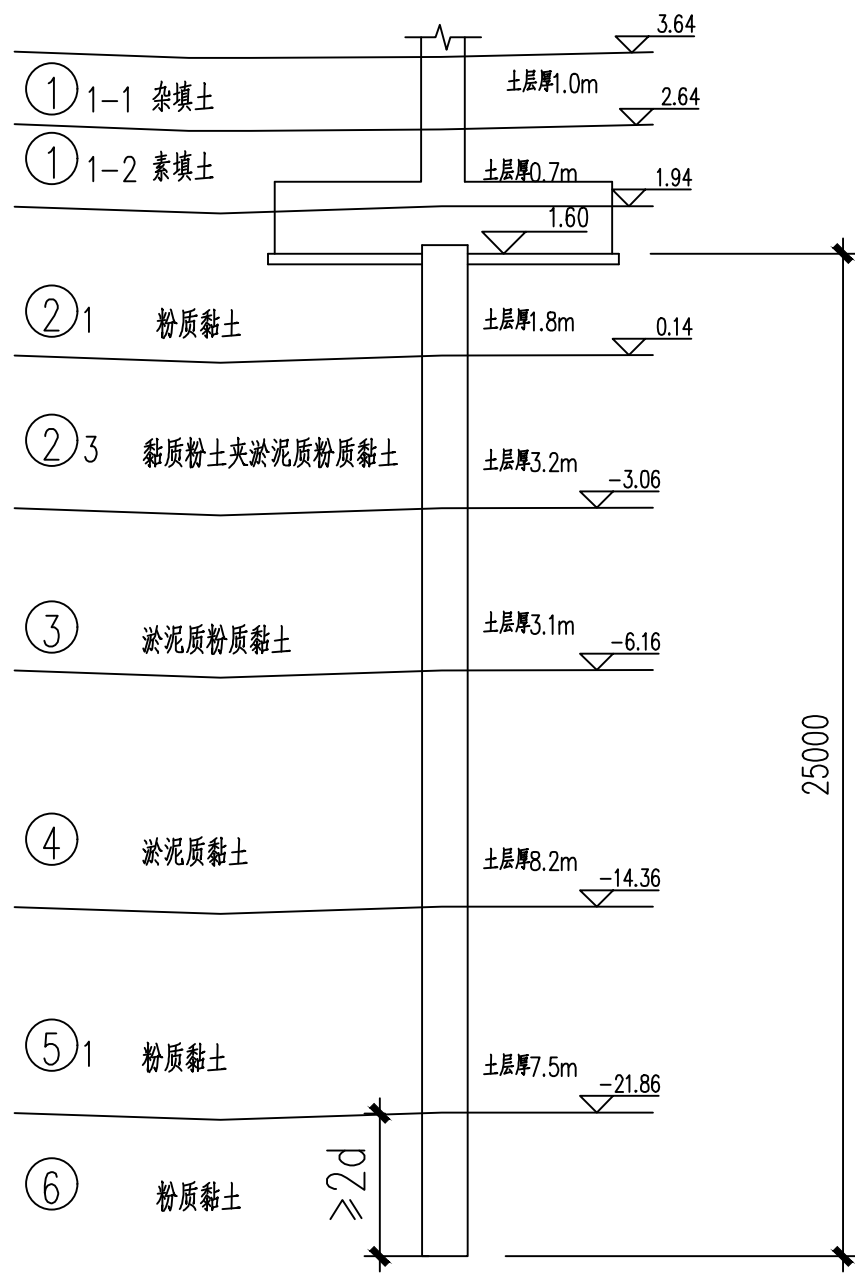 3.64
① 1-1 杂填土 土层厚1.0m
2.64
① 1-2 素填土 土层厚0.7m
1.94
1.60
② 1 粉质黏土 土层厚1.8m
0.14
② 3 黏质粉土夹淤泥质粉质黏土 土层厚3.2m
-3.06
③ 淤泥质粉质黏土 土层厚3.1m
-6.16
25000
④ 淤泥质黏土 土层厚8.2m
-14.36
⑤ 1 粉质黏土 土层厚7.5m
-21.86
⑥ 粉质黏土
≥2d